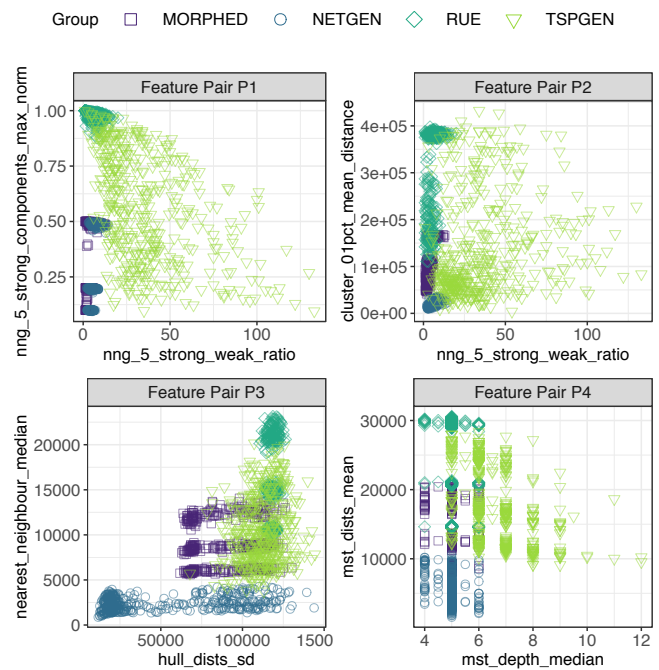 Group MORPHED NETGEN RUE TSPGEN
Feature Pair P1
nng_5_strong_components_max_norm
1.00
0.75
0.50
0.25
0 50 100
nng_5_strong_weak_ratio
Feature Pair P2
cluster_01pct_mean_distance
4e+05
3e+05
2e+05
1e+05
0e+00
0 50 100
nng_5_strong_weak_ratio
Feature Pair P3
nearest_neighbour_median
20000
15000
10000
5000
0
50000 100000 1500
hull_dists_sd
Feature Pair P4
mst_dists_mean
30000
20000
10000
4 6 8 10 12
mst_depth_median